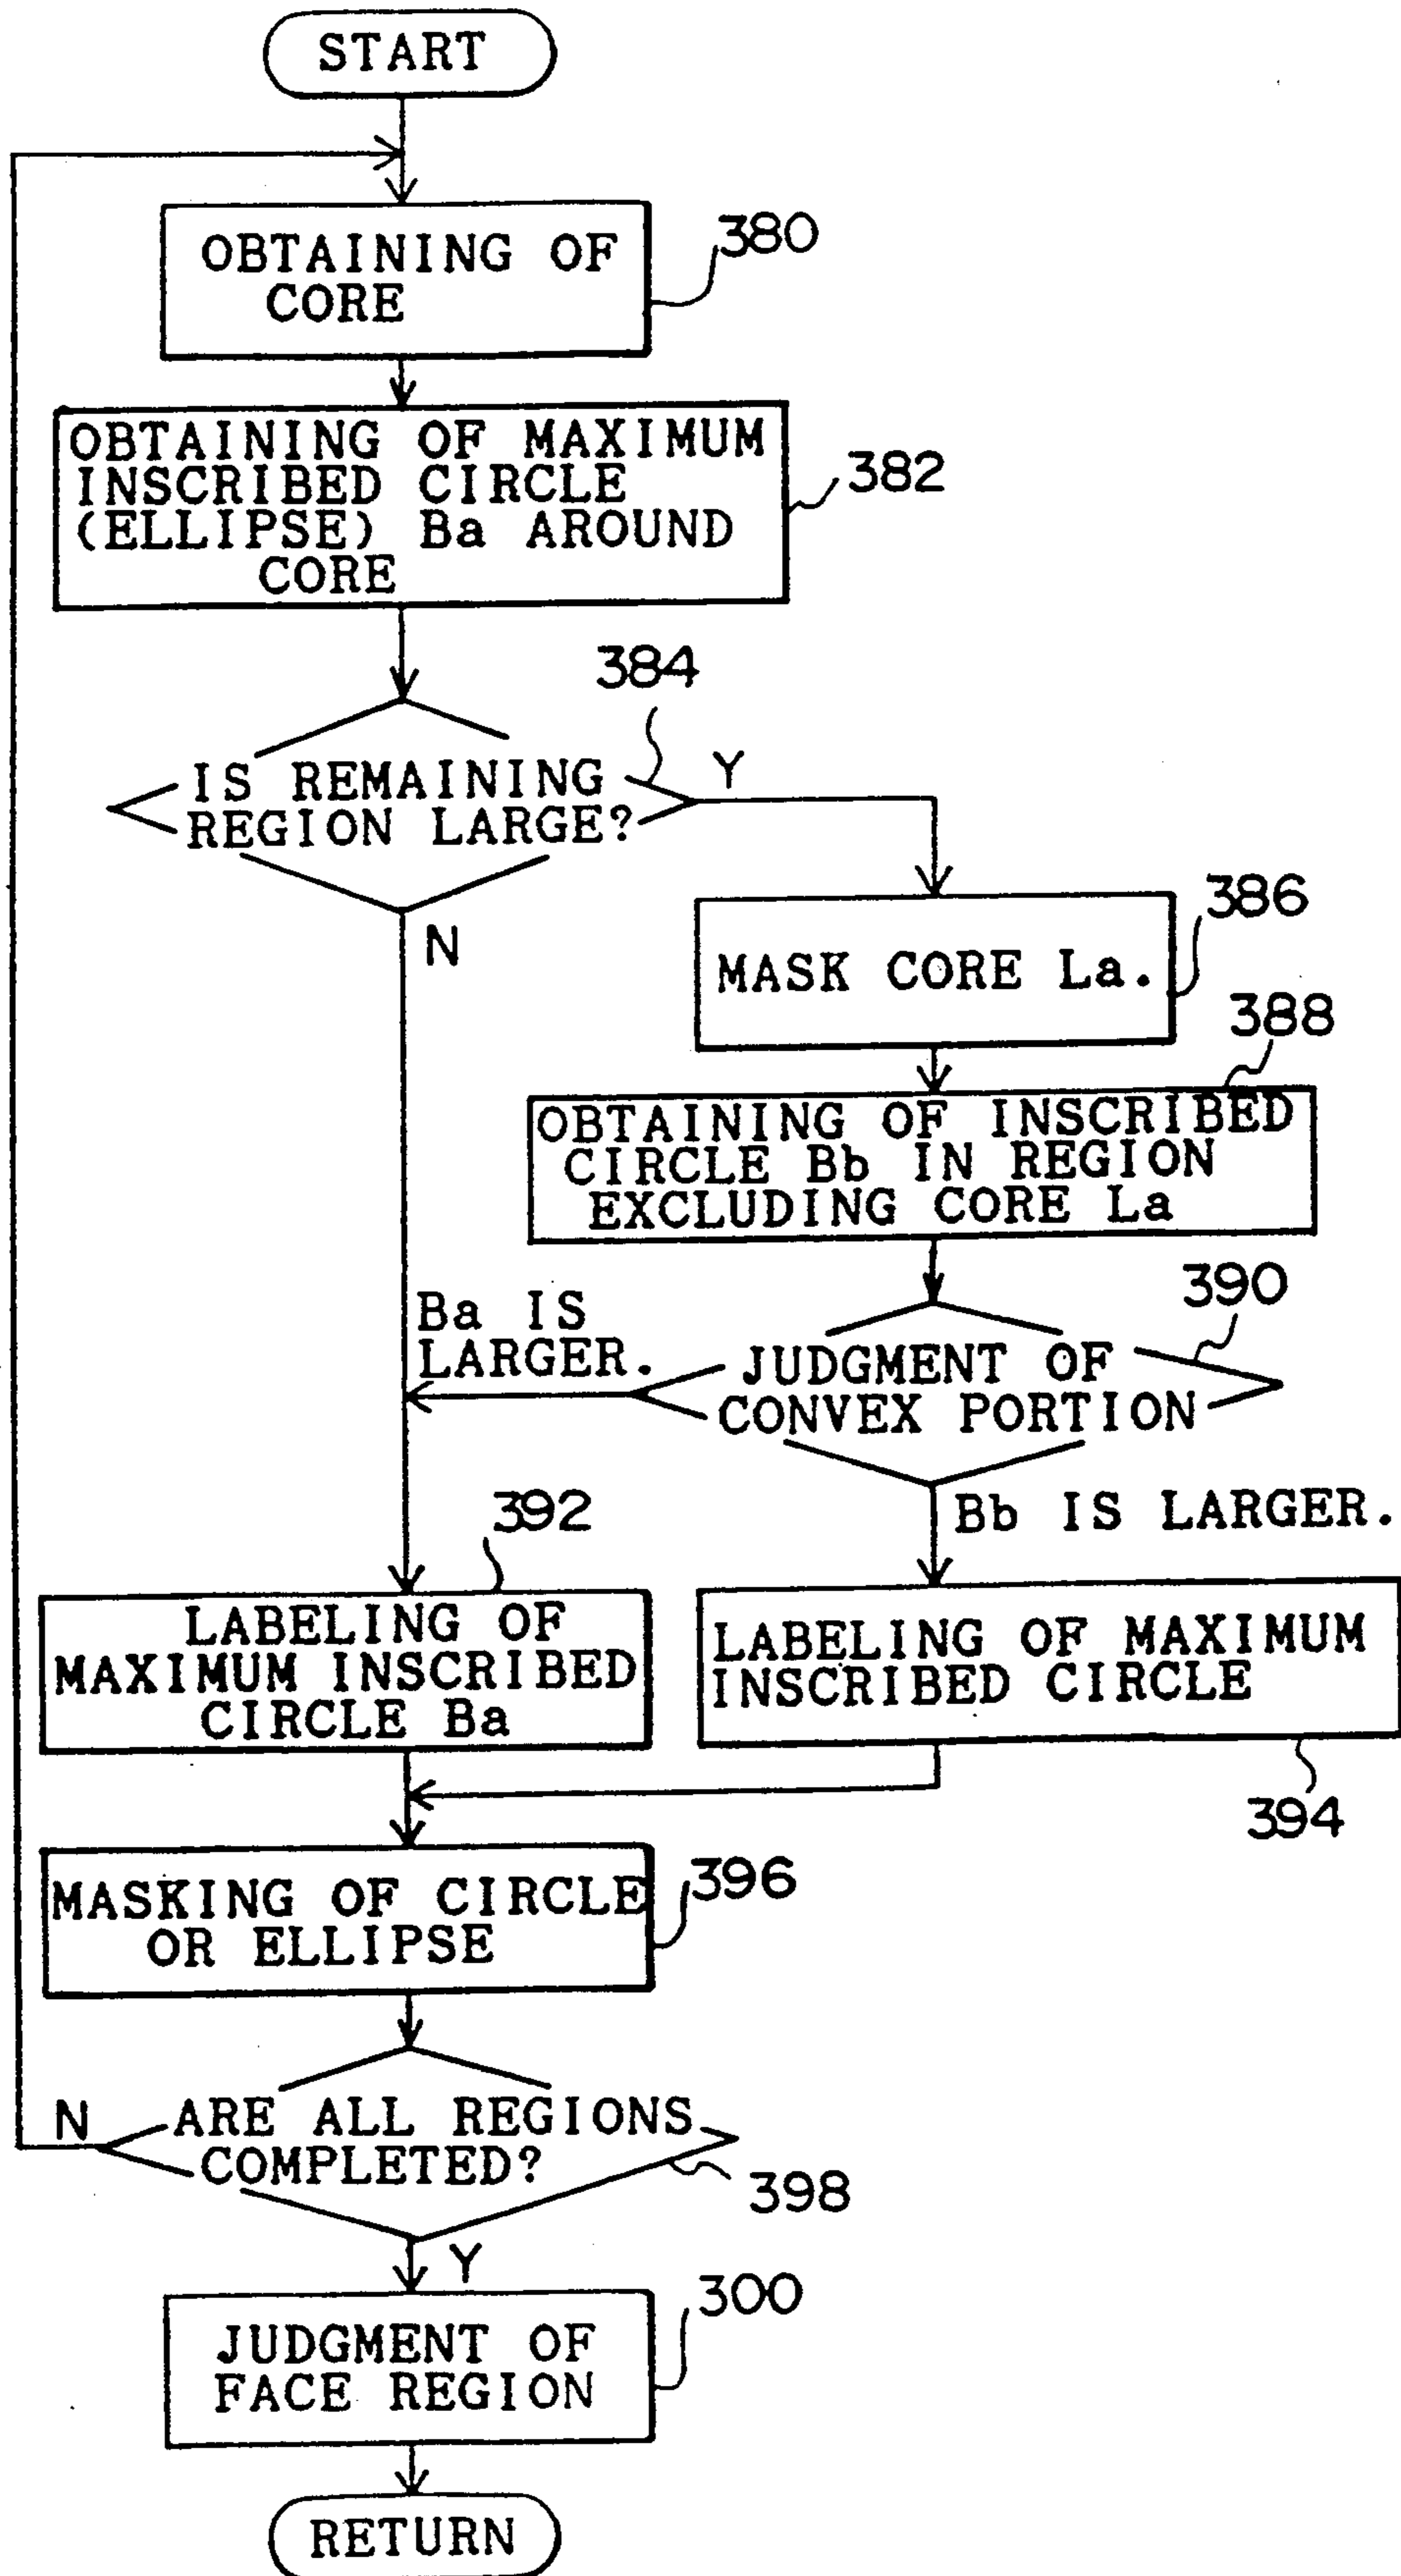 START
OBTAINING OF
CORE
380
OBTAINING OF MAXIMUM
INSCRIBED CIRCLE
(ELLIPSE) Ba AROUND
CORE
382
384
IS REMAINING
REGION LARGE?
Y
N
MASK CORE La.
386
388
OBTAINING OF INSCRIBED
CIRCLE Bb IN REGION
EXCLUDING CORE La
390
Ba IS
LARGER.
JUDGMENT OF
CONVEX PORTION
Bb IS LARGER.
392
LABELING OF
MAXIMUM INSCRIBED
CIRCLE Ba
LABELING OF MAXIMUM
INSCRIBED CIRCLE
394
MASKING OF CIRCLE
OR ELLIPSE
396
N
ARE ALL REGIONS
COMPLETED?
398
Y
300
JUDGMENT OF
FACE REGION
RETURN